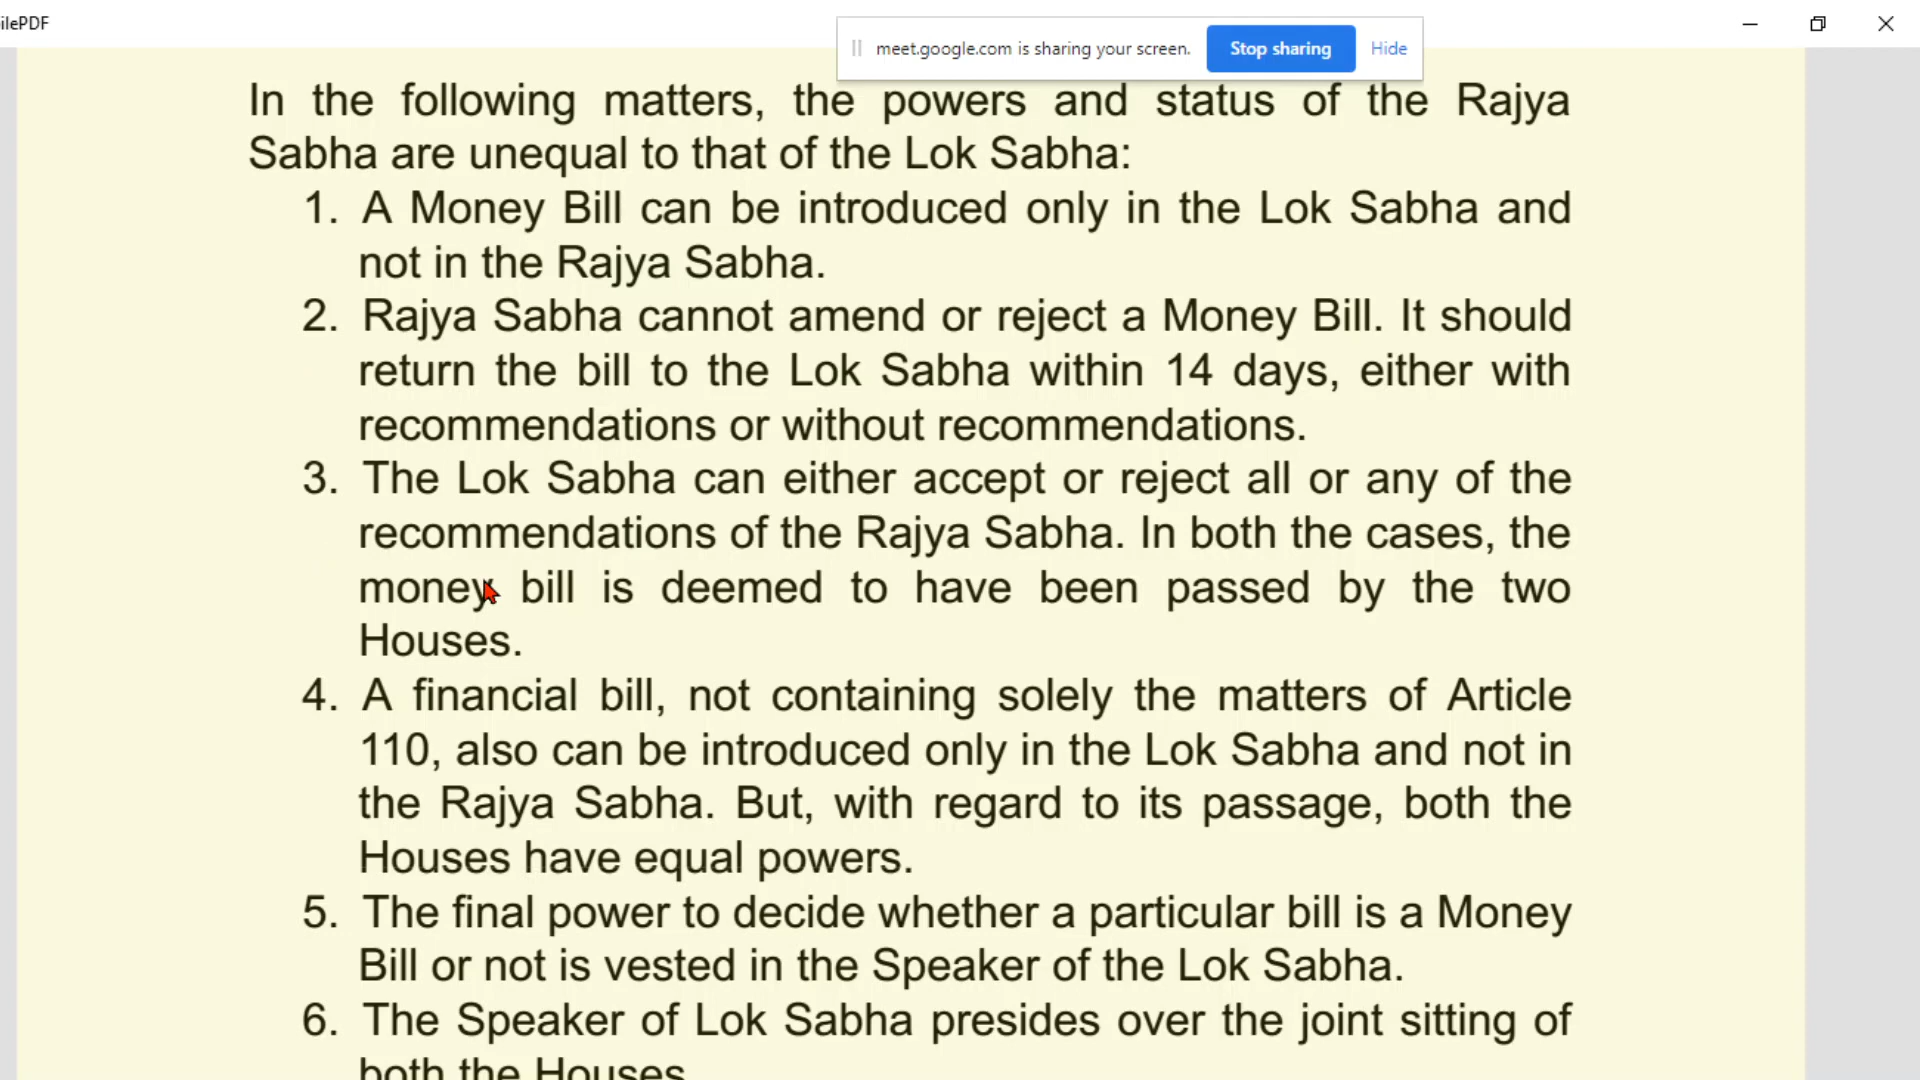 ilePDF
meet.google.com is sharing your screen. Stop sharing Hide
In the following matters, the powers and status of the Rajya
Sabha are unequal to that of the Lok Sabha:
1. A Money Bill can be introduced only in the Lok Sabha and
not in the Rajya Sabha.
2. Rajya Sabha cannot amend or reject a Money Bill. It should
return the bill to the Lok Sabha within 14 days, either with
recommendations or without recommendations.
3. The Lok Sabha can either accept or reject all or any of the
recommendations of the Rajya Sabha. In both the cases, the
money bill is deemed to have been passed by the two
Houses.
4. A financial bill, not containing solely the matters of Article
110, also can be introduced only in the Lok Sabha and not in
the Rajya Sabha. But, with regard to its passage, both the
Houses have equal powers.
5. The final power to decide whether a particular bill is a Money
Bill or not is vested in the Speaker of the Lok Sabha.
6. The Speaker of Lok Sabha presides over the joint sitting of
both the Houses.